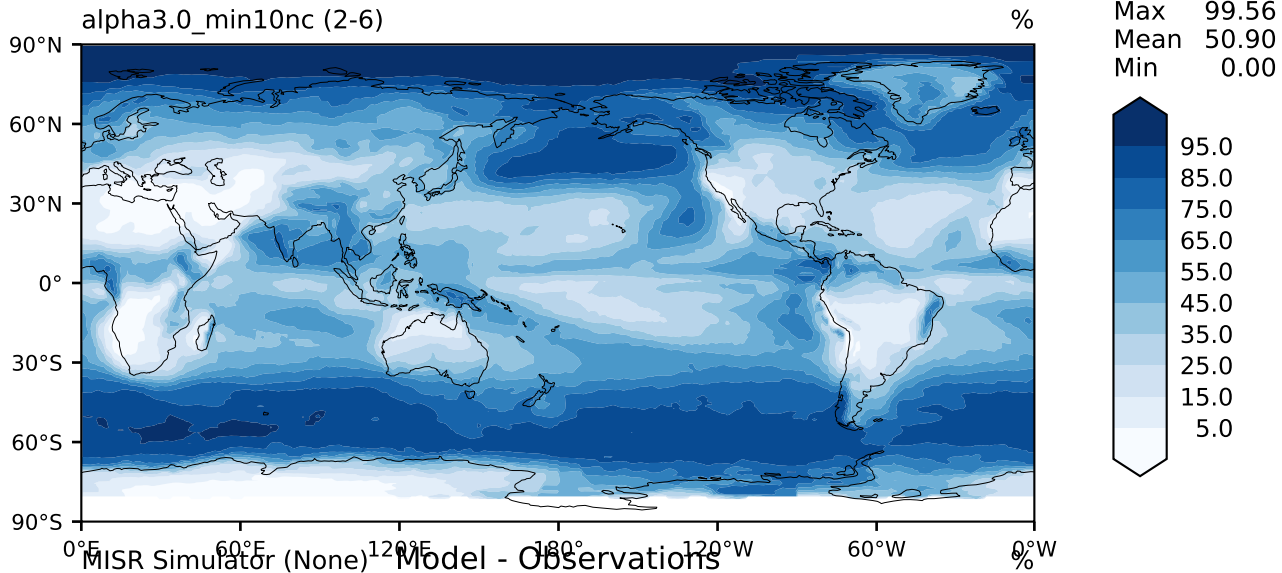 alpha3.0_min10nc (2-6) %
Max 99.56
Mean 50.90
Min 0.00
90°N
60°N
30°N
0°
30°S
60°S
90°S
95.0
85.0
75.0
65.0
55.0
45.0
35.0
25.0
15.0
5.0
0°E 60°E 120°E 180° 120°W 60°W 0°W
MISR Simulator (None) Model - Observations %